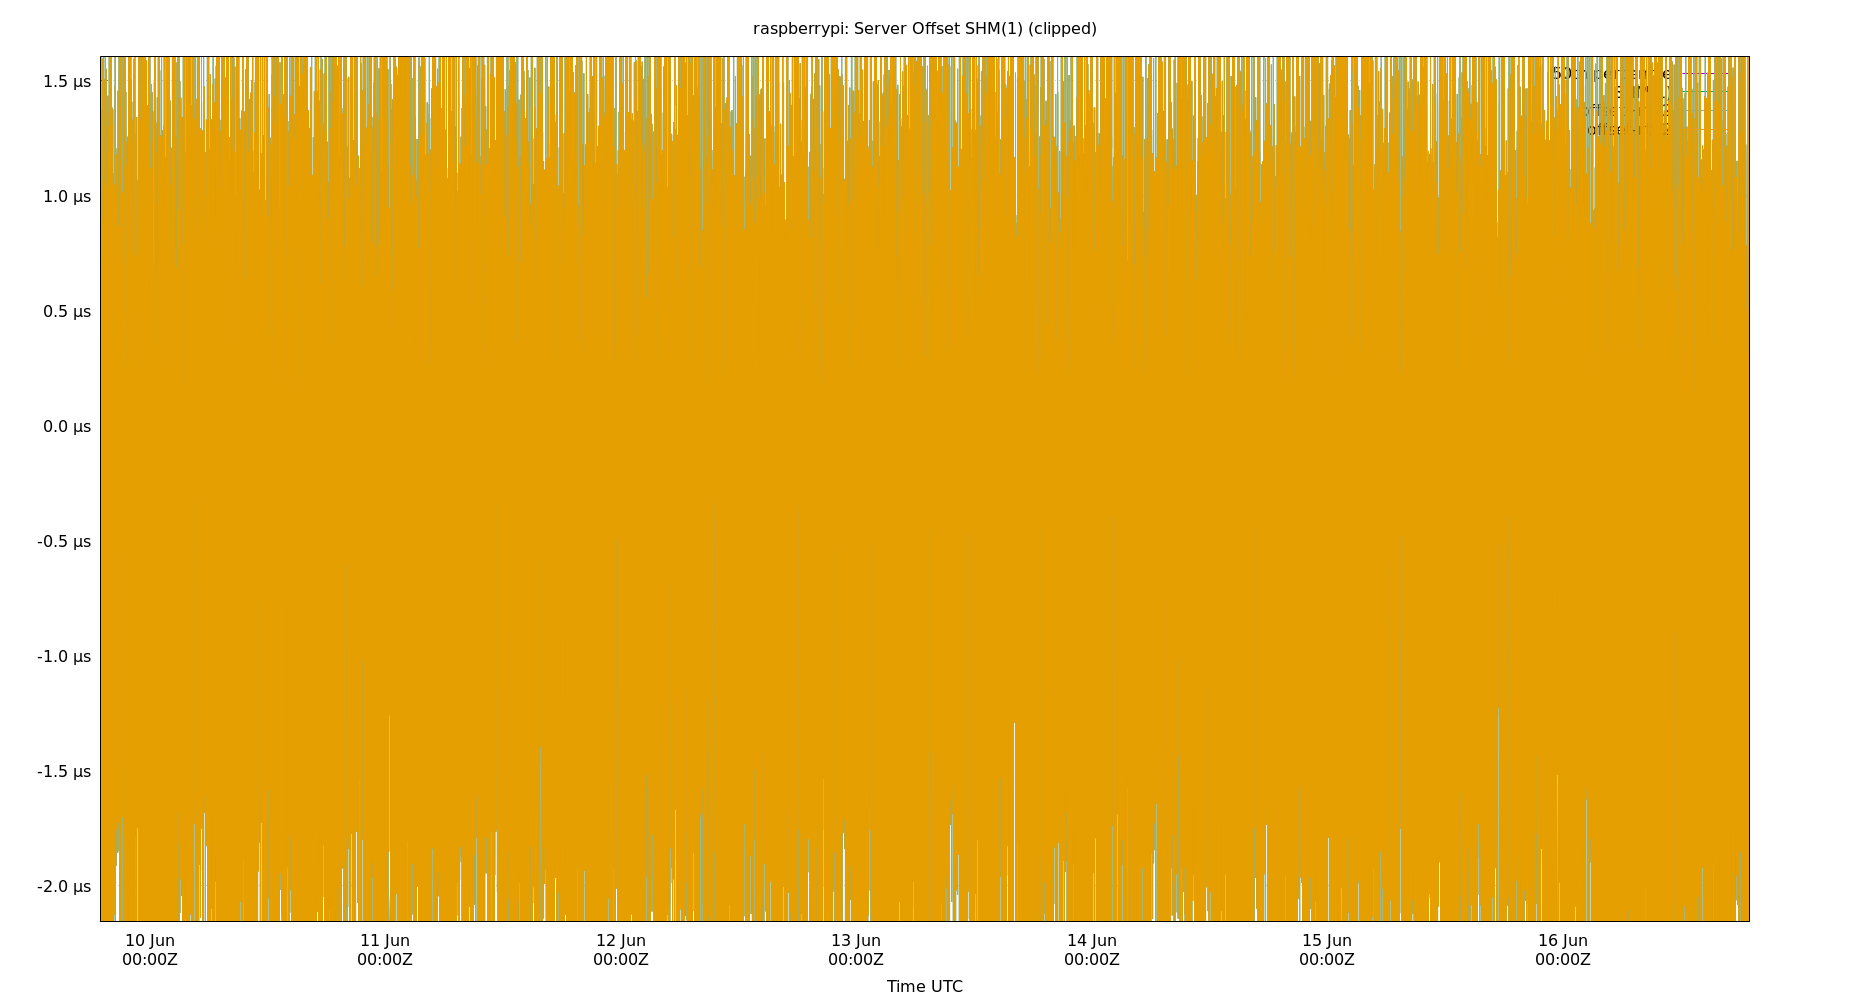 raspberrypi: Server Offset SHM(1) (clipped)
1.5 µs
1.0 µs
0.5 µs
0.0 µs
-0.5 µs
-1.0 µs
-1.5 µs
-2.0 µs
10 Jun
00:00Z
11 Jun
00:00Z
12 Jun
00:00Z
13 Jun
00:00Z
14 Jun
00:00Z
15 Jun
00:00Z
16 Jun
00:00Z
Time UTC